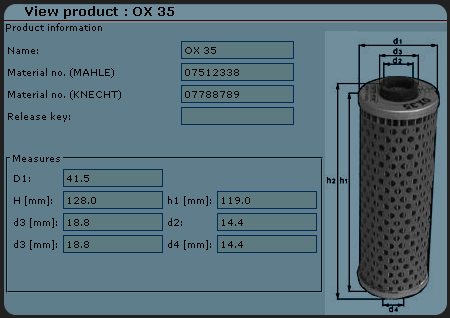 View product : OX 35
Product information
Name: OX 35
Material no. (MAHLE) 07512338
Material no. (KNECHT) 07788789
Release key:
Measures
D1: 41.5
H [mm]: 128.0 h1 [mm]: 119.0
d3 [mm]: 18.8 d2: 14.4
d3 [mm]: 18.8 d4 [mm]: 14.4
d1
d3
d2
h2 h1
d4